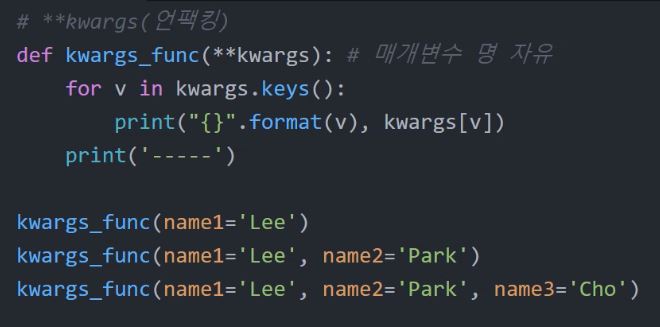 # **kwargs(언팩킹)
def kwargs_func(**kwargs): # 매개변수 명 자유
    for v in kwargs.keys():
        print("{}".format(v), kwargs[v])
    print('-----')

kwargs_func(name1='Lee')
kwargs_func(name1='Lee', name2='Park')
kwargs_func(name1='Lee', name2='Park', name3='Cho')